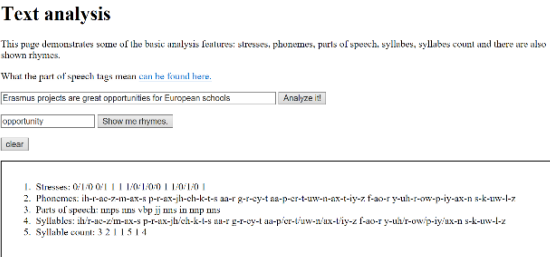 Text analysis
This page demonstrates some of the basic analysis features: stresses, phonemes, parts of speech, syllabes, syllabes count and there are also
shown rhymes.
What the part of speech tags mean can be found here.
Erasmus projects are great opportunities for European schools Analyze it!
opportunity Show me rhymes.
clear
1. Stresses: 0/1/0 0/1 1 1 1/0/1/0/0 1 1/0/1/0 1
2. Phonemes: ih-r-ae-z-m-ax-s p-r-ax-jh-eh-k-t-s aa-r g-r-ey-t aa-p-er-t-uw-n-ax-t-iy-z f-ao-r y-uh-r-ow-p-iy-ax-n s-k-uw-l-z
3. Parts of speech: nnps nns vbp jj nns in nnp nns
4. Syllables: ih/r-ae-z/m-ax-s p-r-ax/jh-eh-k-t-s aa-r g-r-ey-t aa/p-er/t-uw/n-ax/t-iy-z f-ao-r y-uh/r-ow/p-iy/ax-n s-k-uw-l-z
5. Syllable count: 3 2 1 1 5 1 4